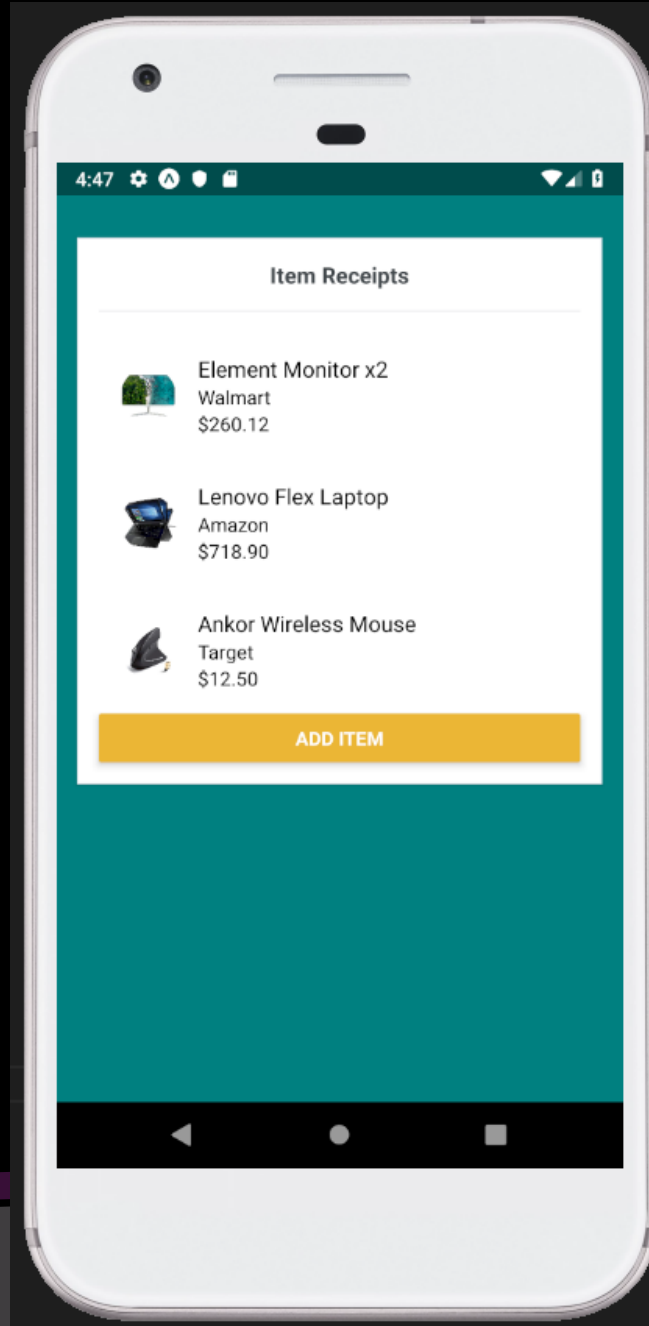 4:47
Item Receipts
Element Monitor x2
Walmart
$260.12
Lenovo Flex Laptop
Amazon
$718.90
Ankor Wireless Mouse
Target
$12.50
ADD ITEM